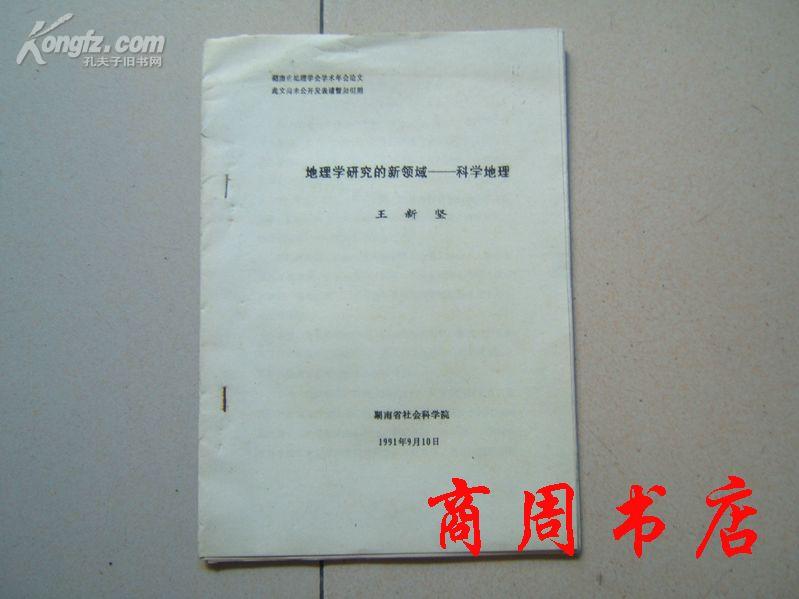 Kongfz.com
孔夫子旧书网
湖南省地理学会学术年会论文
此文尚未公开发表请暂勿引用
地理学研究的新领域——科学地理
王 新 坚
湖南省社会科学院
1991年9月10日
商周书店